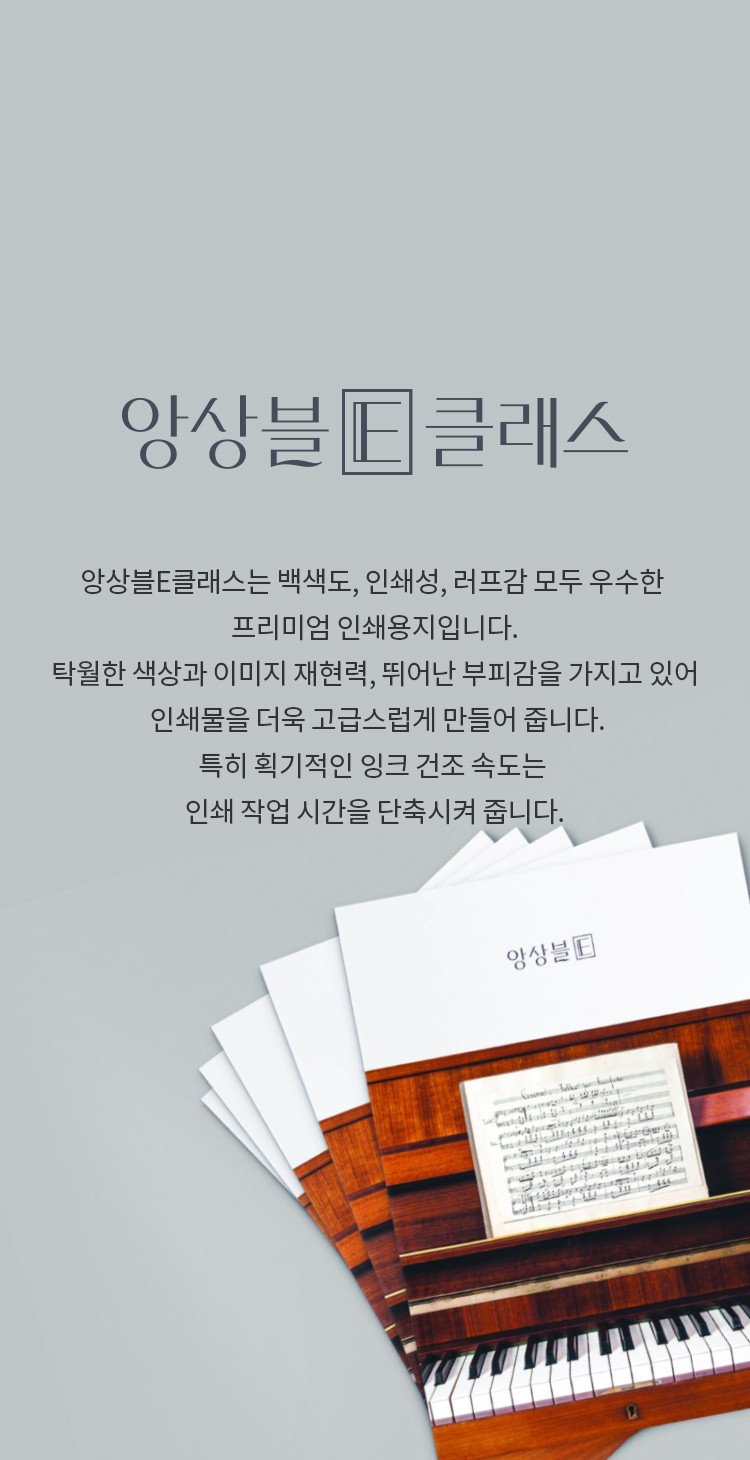 앙상블E클래스
앙상블E클래스는 백색도, 인쇄성, 러프감 모두 우수한
프리미엄 인쇄용지입니다.
탁월한 색상과 이미지 재현력, 뛰어난 부피감을 가지고 있어
인쇄물을 더욱 고급스럽게 만들어 줍니다.
특히 획기적인 잉크 건조 속도는
인쇄 작업 시간을 단축시켜 줍니다.
앙상블E